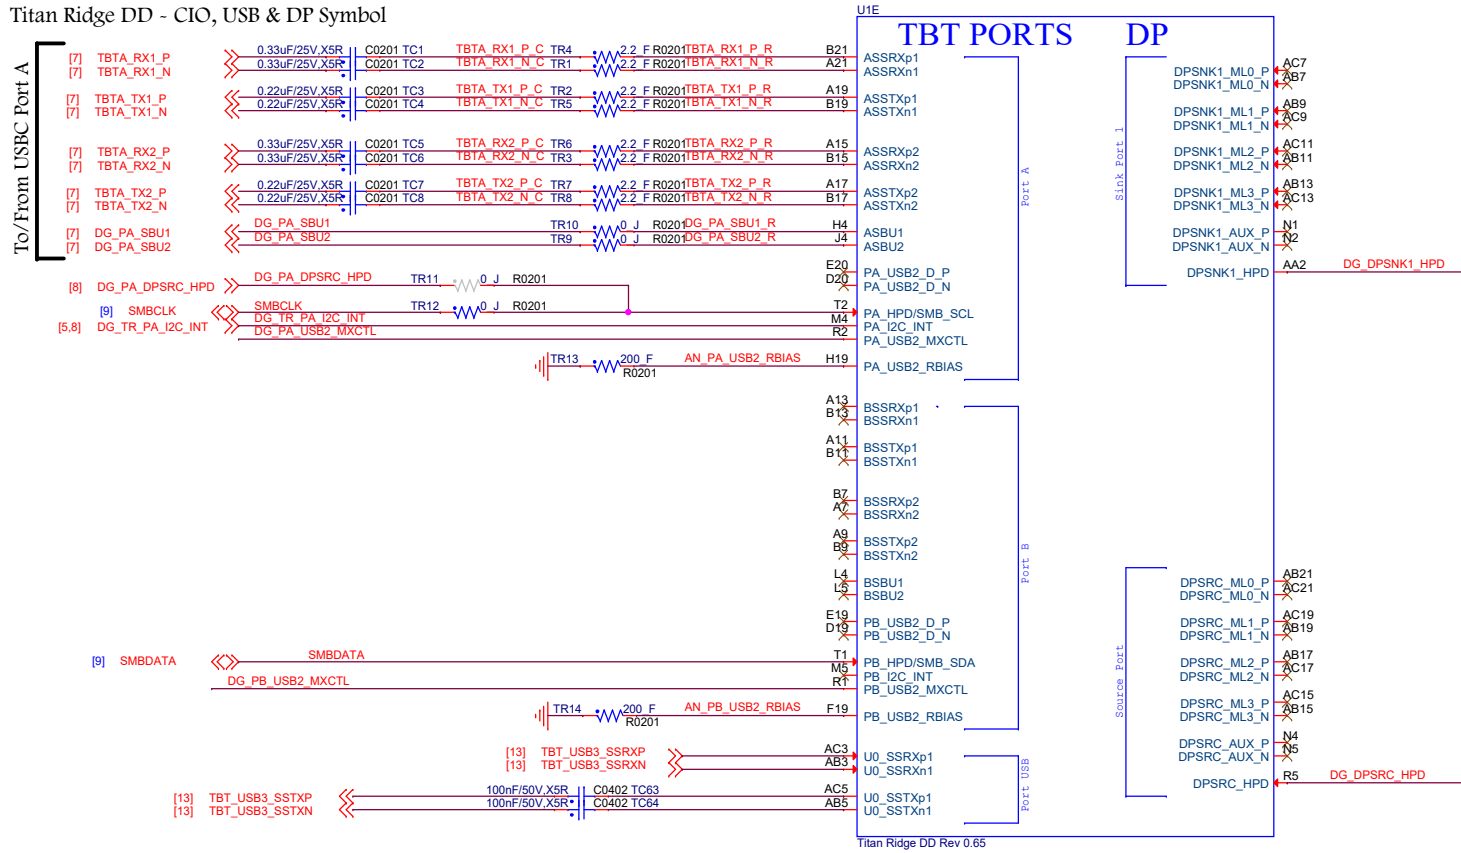 Titan Ridge DD - CIO, USB & DP Symbol
U1E
TBT PORTS DP
To/From USBC Port A
[7] TBTA_RX1_P 0.33uF/25V,X5R C0201 TC1 TBTA_RX1_P_C TR4 2.2_F R0201 TBTA_RX1_P_R B21 ASSRXp1
[7] TBTA_RX1_N 0.33uF/25V,X5R C0201 TC2 TBTA_RX1_N_C TR1 2.2_F R0201 TBTA_RX1_N_R A21 ASSRXn1
[7] TBTA_TX1_P 0.22uF/25V,X5R C0201 TC3 TBTA_TX1_P_C TR2 2.2_F R0201 TBTA_TX1_P_R A19 ASSTXp1
[7] TBTA_TX1_N 0.22uF/25V,X5R C0201 TC4 TBTA_TX1_N_C TR5 2.2_F R0201 TBTA_TX1_N_R B19 ASSTXn1
[7] TBTA_RX2_P 0.33uF/25V,X5R C0201 TC5 TBTA_RX2_P_C TR6 2.2_F R0201 TBTA_RX2_P_R A15 ASSRXp2
[7] TBTA_RX2_N 0.33uF/25V,X5R C0201 TC6 TBTA_RX2_N_C TR3 2.2_F R0201 TBTA_RX2_N_R B15 ASSRXn2
[7] TBTA_TX2_P 0.22uF/25V,X5R C0201 TC7 TBTA_TX2_P_C TR7 2.2_F R0201 TBTA_TX2_P_R A17 ASSTXp2
[7] TBTA_TX2_N 0.22uF/25V,X5R C0201 TC8 TBTA_TX2_N_C TR8 2.2_F R0201 TBTA_TX2_N_R B17 ASSTXn2
[7] DG_PA_SBU1 DG_PA_SBU1 TR10 0_J R0201 DG_PA_SBU1_R H4 ASBU1
[7] DG_PA_SBU2 DG_PA_SBU2 TR9 0_J R0201 DG_PA_SBU2_R J4 ASBU2
E20 PA_USB2_D_P
D20 PA_USB2_D_N
[8] DG_PA_DPSRC_HPD DG_PA_DPSRC_HPD TR11 0_J R0201
[9] SMBCLK SMBCLK TR12 0_J R0201 T2 PA_HPD/SMB_SCL
[5,8] DG_TR_PA_I2C_INT DG_TR_PA_I2C_INT M4 PA_I2C_INT
DG_PA_USB2_MXCTL R2 PA_USB2_MXCTL
TR13 200_F R0201 AN_PA_USB2_RBIAS H19 PA_USB2_RBIAS
Port A
A13 BSSRXp1
B13 BSSRXn1
A11 BSSTXp1
B11 BSSTXn1
B7 BSSRXp2
A7 BSSRXn2
A9 BSSTXp2
B9 BSSTXn2
L4 BSBU1
L5 BSBU2
E19 PB_USB2_D_P
D19 PB_USB2_D_N
[9] SMBDATA SMBDATA T1 PB_HPD/SMB_SDA
M5 PB_I2C_INT
DG_PB_USB2_MXCTL R1 PB_USB2_MXCTL
TR14 200_F R0201 AN_PB_USB2_RBIAS F19 PB_USB2_RBIAS
Port B
[13] TBT_USB3_SSRXP AC3 U0_SSRXp1
[13] TBT_USB3_SSRXN AB3 U0_SSRXn1
[13] TBT_USB3_SSTXP 100nF/50V,X5R C0402 TC63 AC5 U0_SSTXp1
[13] TBT_USB3_SSTXN 100nF/50V,X5R C0402 TC64 AB5 U0_SSTXn1
Port USB
Sink Port 1
DPSNK1_ML0_P AC7
DPSNK1_ML0_N AB7
DPSNK1_ML1_P AB9
DPSNK1_ML1_N AC9
DPSNK1_ML2_P AC11
DPSNK1_ML2_N AB11
DPSNK1_ML3_P AB13
DPSNK1_ML3_N AC13
DPSNK1_AUX_P N1
DPSNK1_AUX_N N2
DPSNK1_HPD AA2 DG_DPSNK1_HPD
Source Port
DPSRC_ML0_P AB21
DPSRC_ML0_N AC21
DPSRC_ML1_P AC19
DPSRC_ML1_N AB19
DPSRC_ML2_P AB17
DPSRC_ML2_N AC17
DPSRC_ML3_P AC15
DPSRC_ML3_N AB15
DPSRC_AUX_P N4
DPSRC_AUX_N N5
DPSRC_HPD R5 DG_DPSRC_HPD
Titan Ridge DD Rev 0.65